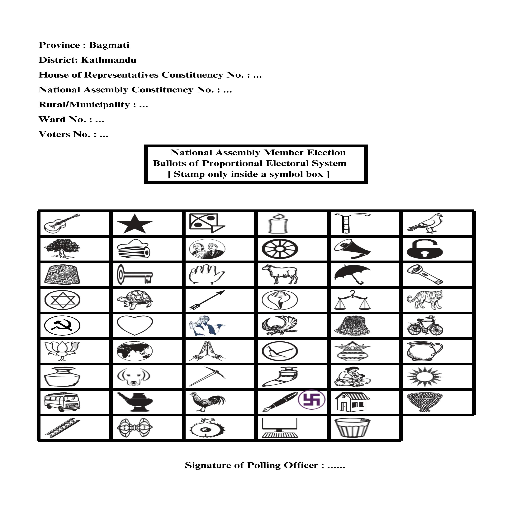 Province : Bagmati
District: Kathmandu
House of Representatives Constituency No. : ...
National Assembly Constituency No. : ...
Rural/Municipality : ...
Ward No. : ...
Voters No. : ...
National Assembly Member Election
Ballots of Proportional Electoral System
[ Stamp only inside a symbol box ]
Signature of Polling Officer : ......